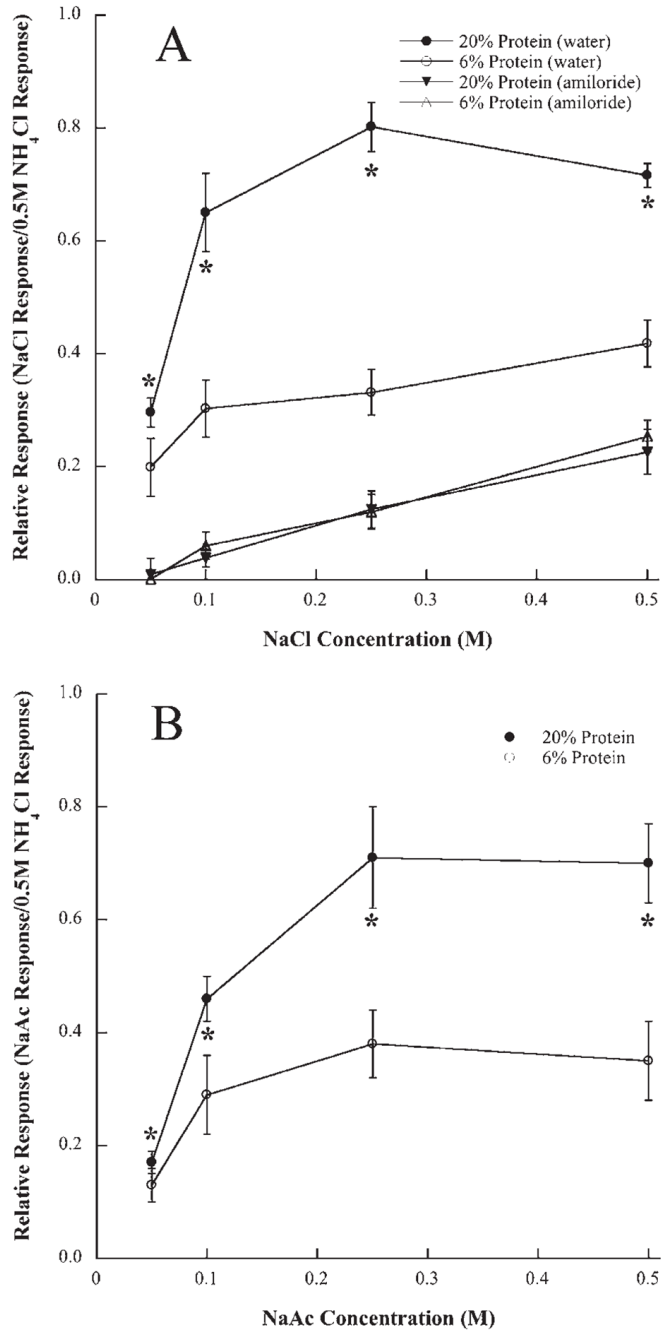 A
20% Protein (water)
6% Protein (water)
20% Protein (amiloride)
6% Protein (amiloride)
Relative Response (NaCl Response/0.5M NH4Cl Response)
1.0
0.8
0.6
0.4
0.2
0.0
0 0.1 0.2 0.3 0.4 0.5
*
*
*
*
NaCl Concentration (M)
B
20% Protein
6% Protein
Relative Response (NaAc Response/0.5M NH4Cl Response)
1.0
0.8
0.6
0.4
0.2
0.0
0 0.1 0.2 0.3 0.4 0.5
*
*
*
*
NaAc Concentration (M)